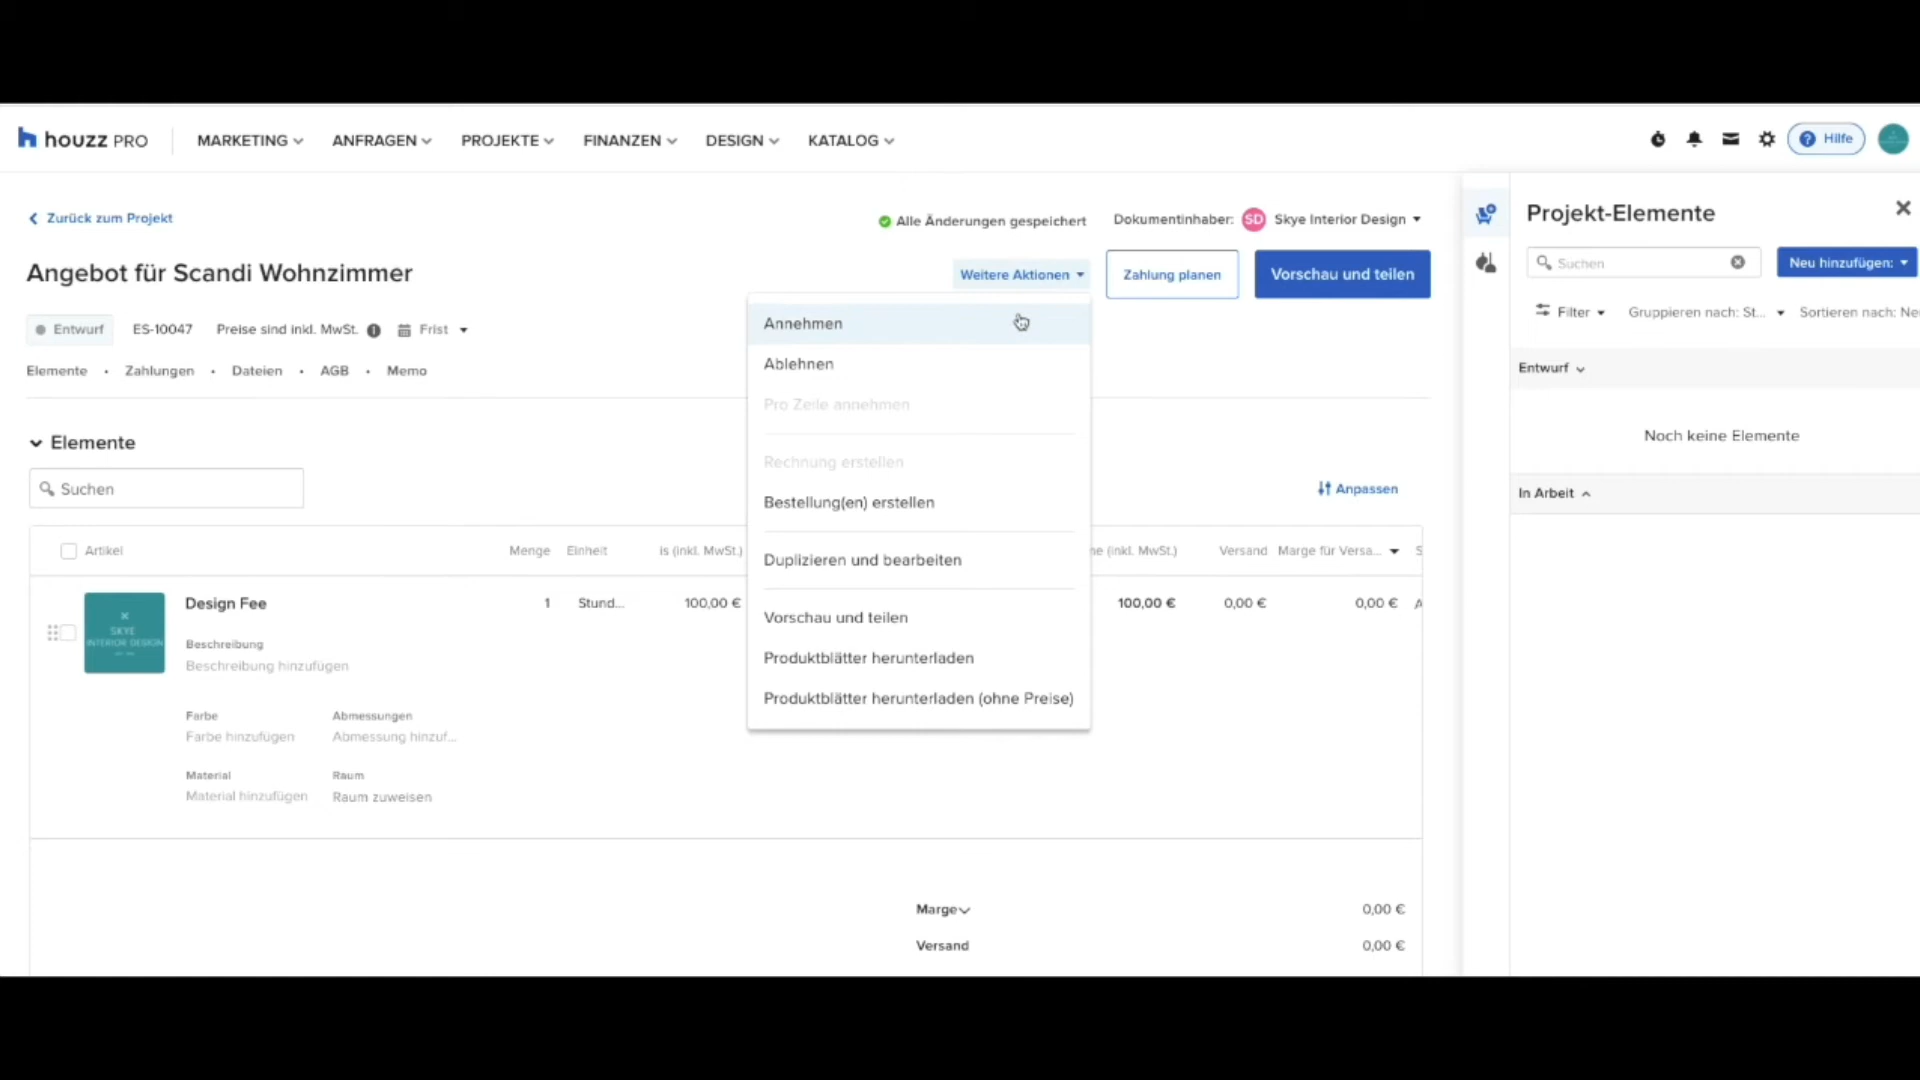 houzz PRO MARKETING ANFRAGEN PROJEKTE FINANZEN DESIGN KATALOG Hilfe
Zurück zum Projekt
Alle Änderungen gespeichert Dokumentinhaber: SD Skye Interior Design
Angebot für Scandi Wohnzimmer
Weitere Aktionen Zahlung planen Vorschau und teilen
Entwurf ES-10047 Preise sind inkl. MwSt. Frist
Elemente • Zahlungen • Dateien • AGB • Memo
Annehmen
Ablehnen
Pro Zeile annehmen
Rechnung erstellen
Bestellung(en) erstellen
Duplizieren und bearbeiten
Vorschau und teilen
Produktblätter herunterladen
Produktblätter herunterladen (ohne Preise)
Elemente
Suchen
Anpassen
Artikel Menge Einheit is (inkl. MwSt.) ne (inkl. MwSt.) Versand Marge für Versa... S
SKYE
INTERIOR DESIGN
Design Fee 1 Stund... 100,00 € 100,00 € 0,00 € 0,00 €
Beschreibung
Beschreibung hinzufügen
Farbe Abmessungen
Farbe hinzufügen Abmessung hinzuf...
Material Raum
Material hinzufügen Raum zuweisen
Marge 0,00 €
Versand 0,00 €
Projekt-Elemente
Suchen Neu hinzufügen:
Filter Gruppieren nach: St... Sortieren nach: Ne
Entwurf
Noch keine Elemente
In Arbeit